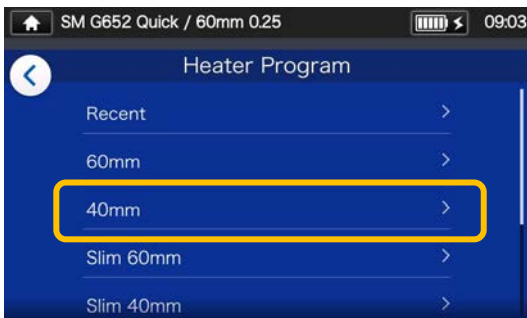 SM G652 Quick / 60mm 0.25 09:03
Heater Program
Recent
60mm
40mm
Slim 60mm
Slim 40mm